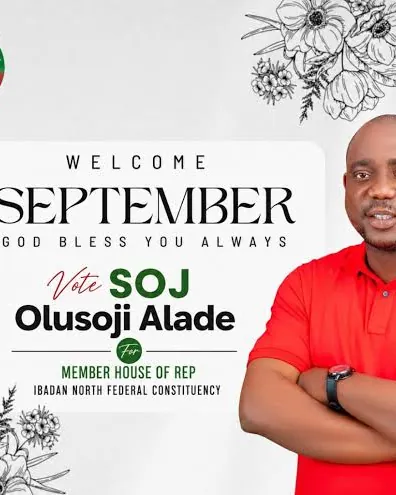 WELCOME
SEPTEMBER
GOD BLESS YOU ALWAYS
Vote SOJ
Olusoji Alade
For
MEMBER HOUSE OF REP
IBADAN NORTH FEDERAL CONSTITUENCY